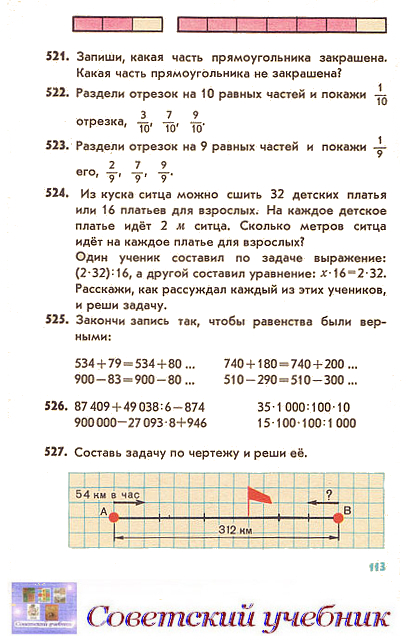 521. Запиши, какая часть прямоугольника закрашена.
Какая часть прямоугольника не закрашена?
522. Раздели отрезок на 10 равных частей и покажи 1/10
отрезка, 3/10, 7/10, 9/10.
523. Раздели отрезок на 9 равных частей и покажи 1/9
его, 2/9, 7/9, 9/9.
524. Из куска ситца можно сшить 32 детских платья
или 16 платьев для взрослых. На каждое детское
платье идёт 2 м ситца. Сколько метров ситца
идёт на каждое платье для взрослых?
Один ученик составил по задаче выражение:
(2·32):16, а другой составил уравнение: x·16=2·32.
Расскажи, как рассуждал каждый из этих учеников,
и реши задачу.
525. Закончи запись так, чтобы равенства были вер-
ными:
534+79=534+80 ... 740+180=740+200 ...
900−83=900−80 ... 510−290=510−300 ...
526. 87 409+49 038:6−874 35·1 000:100·10
900 000−27 093·8+946 15·100·100:1 000
527. Составь задачу по чертежу и реши её.
54 км в час ?
А В
312 км
113
Советский учебник
Советский учебник